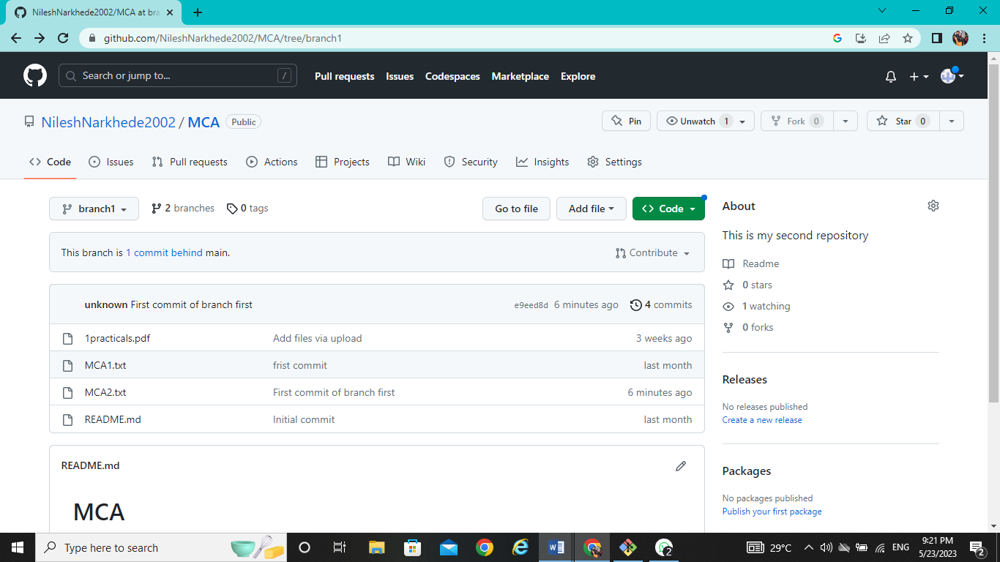 NileshNarkhede2002/MCA at bra
github.com/NileshNarkhede2002/MCA/tree/branch1
Search or jump to... / Pull requests Issues Codespaces Marketplace Explore
NileshNarkhede2002 / MCA Public Pin Unwatch 1 Fork 0 Star 0
Code Issues Pull requests Actions Projects Wiki Security Insights Settings
branch1 2 branches 0 tags Go to file Add file Code
This branch is 1 commit behind main. Contribute
unknown First commit of branch first e9eed8d 6 minutes ago 4 commits
1practicals.pdf Add files via upload 3 weeks ago
MCA1.txt frist commit last month
MCA2.txt First commit of branch first 6 minutes ago
README.md Initial commit last month
README.md
MCA
About
This is my second repository
Readme
0 stars
1 watching
0 forks
Releases
No releases published
Create a new release
Packages
No packages published
Publish your first package
Type here to search 2 29°C ENG 9:21 PM 2
5/23/2023